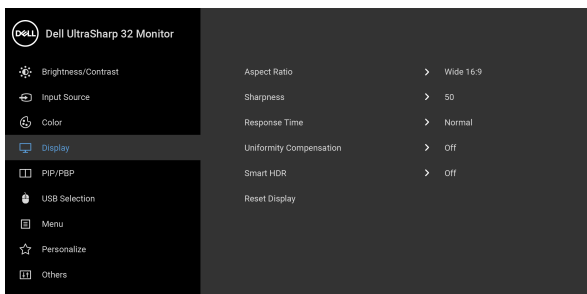 DELL Dell UltraSharp 32 Monitor
Brightness/Contrast
Input Source
Color
Display
PIP/PBP
USB Selection
Menu
Personalize
Others
Aspect Ratio > Wide 16:9
Sharpness > 50
Response Time > Normal
Uniformity Compensation > Off
Smart HDR > Off
Reset Display